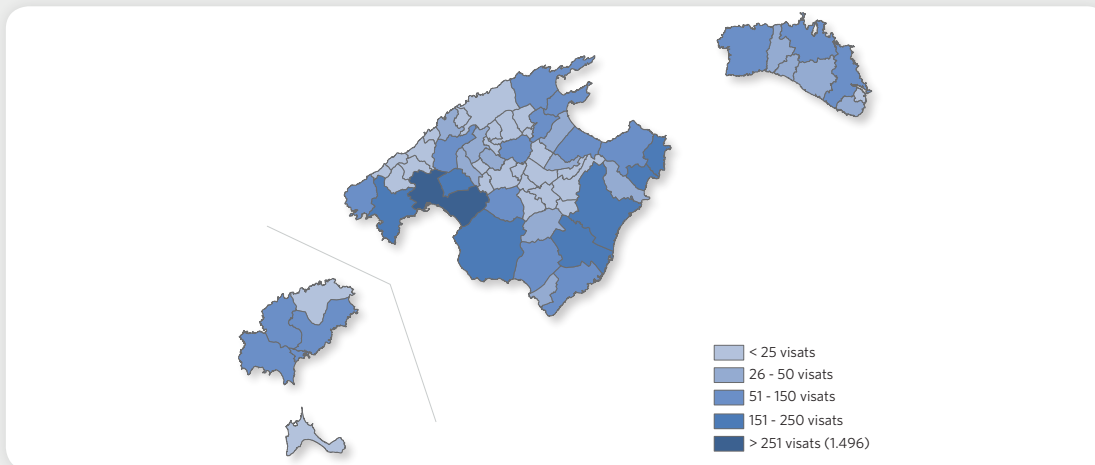 < 25 visats
26 - 50 visats
51 - 150 visats
151 - 250 visats
> 251 visats (1.496)